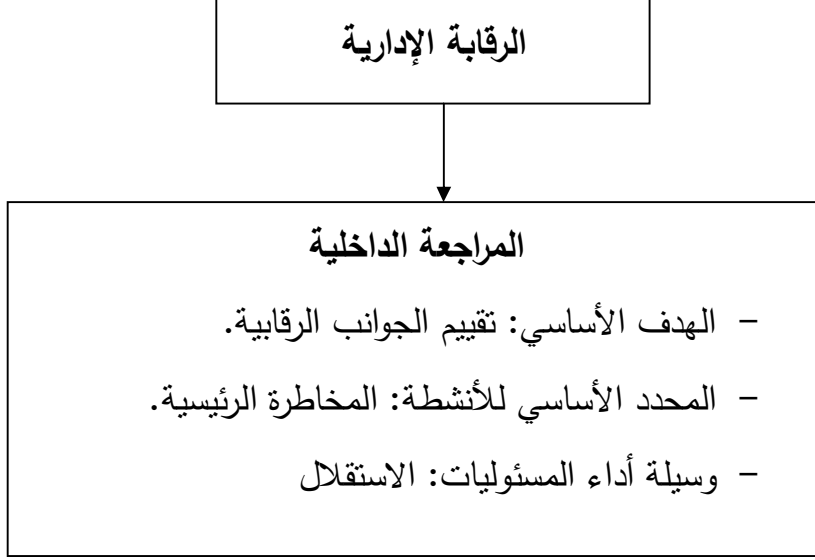 الرقابة الإدارية
المراجعة الداخلية
- الهدف الأساسي: تقييم الجوانب الرقابية.
- المحدد الأساسي للأنشطة: المخاطرة الرئيسية.
- وسيلة أداء المسئوليات: الاستقلال